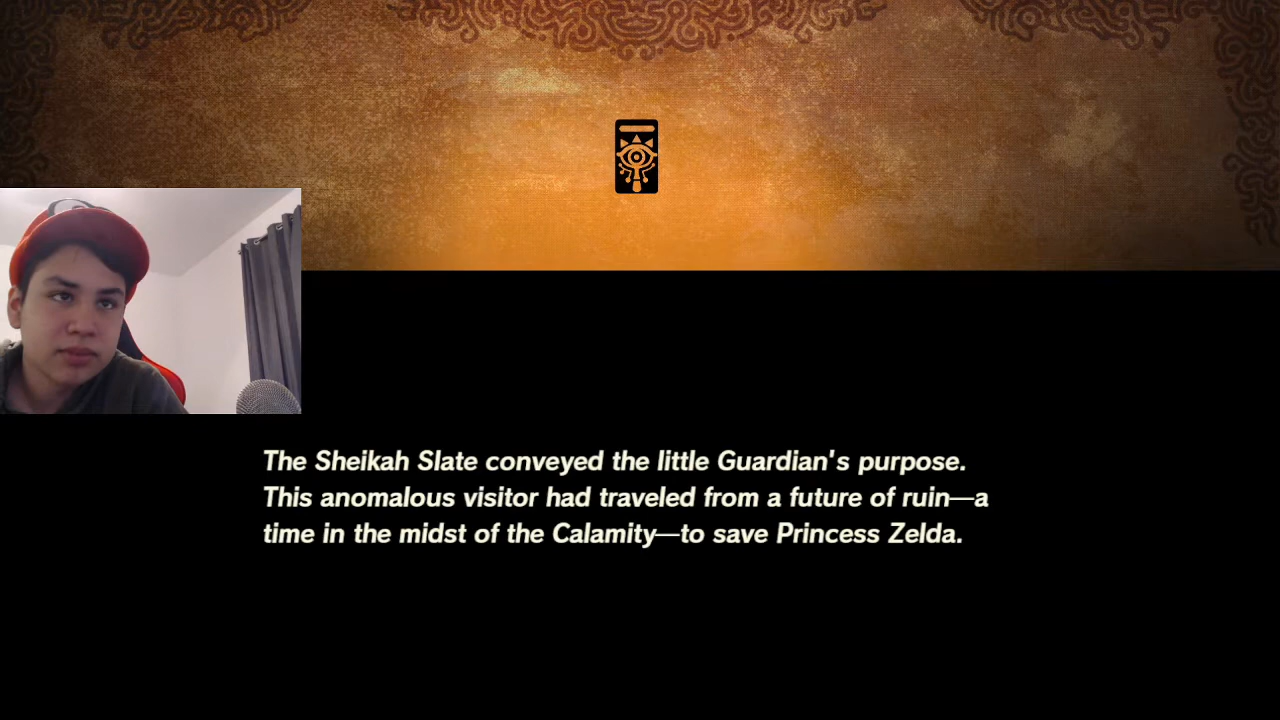 The Sheikah Slate conveyed the little Guardian's purpose.
This anomalous visitor had traveled from a future of ruin—a
time in the midst of the Calamity—to save Princess Zelda.